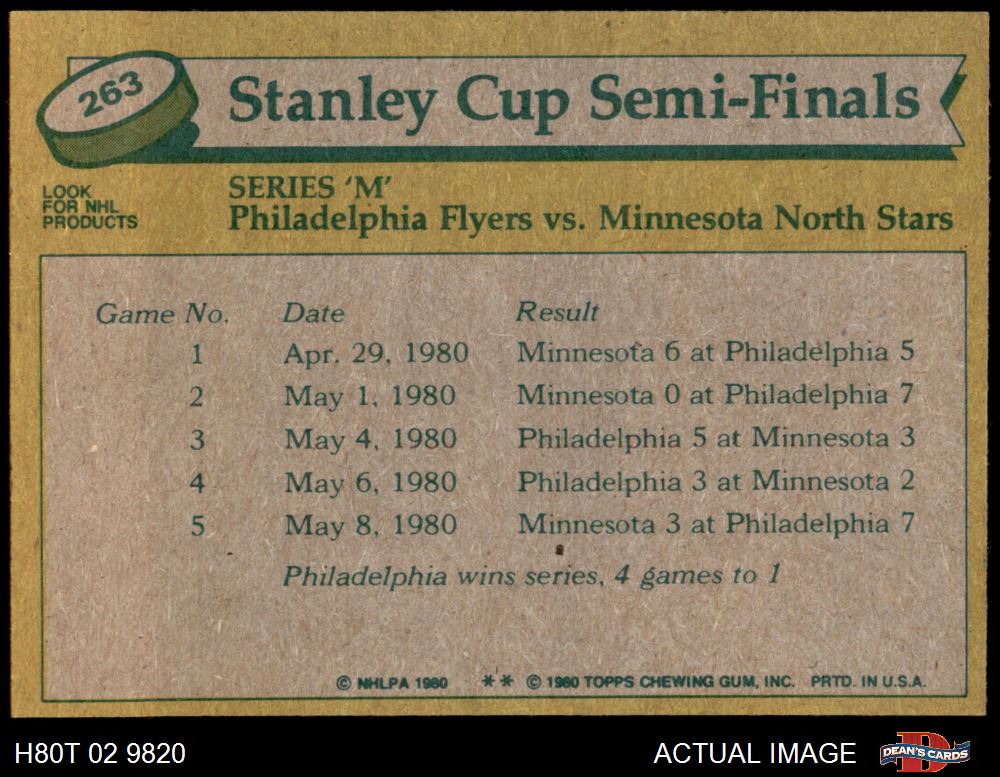 263
Stanley Cup Semi-Finals
LOOK
FOR NHL
PRODUCTS
SERIES ‘M’
Philadelphia Flyers vs. Minnesota North Stars
Game No. Date Result
1 Apr. 29, 1980 Minnesota 6 at Philadelphia 5
2 May 1, 1980 Minnesota 0 at Philadelphia 7
3 May 4, 1980 Philadelphia 5 at Minnesota 3
4 May 6, 1980 Philadelphia 3 at Minnesota 2
5 May 8, 1980 Minnesota 3 at Philadelphia 7
Philadelphia wins series, 4 games to 1
© NHLPA 1980 ** © 1980 TOPPS CHEWING GUM, INC. PRTD. IN U.S.A.
H80T 02 9820 ACTUAL IMAGE DEAN'S CARDS